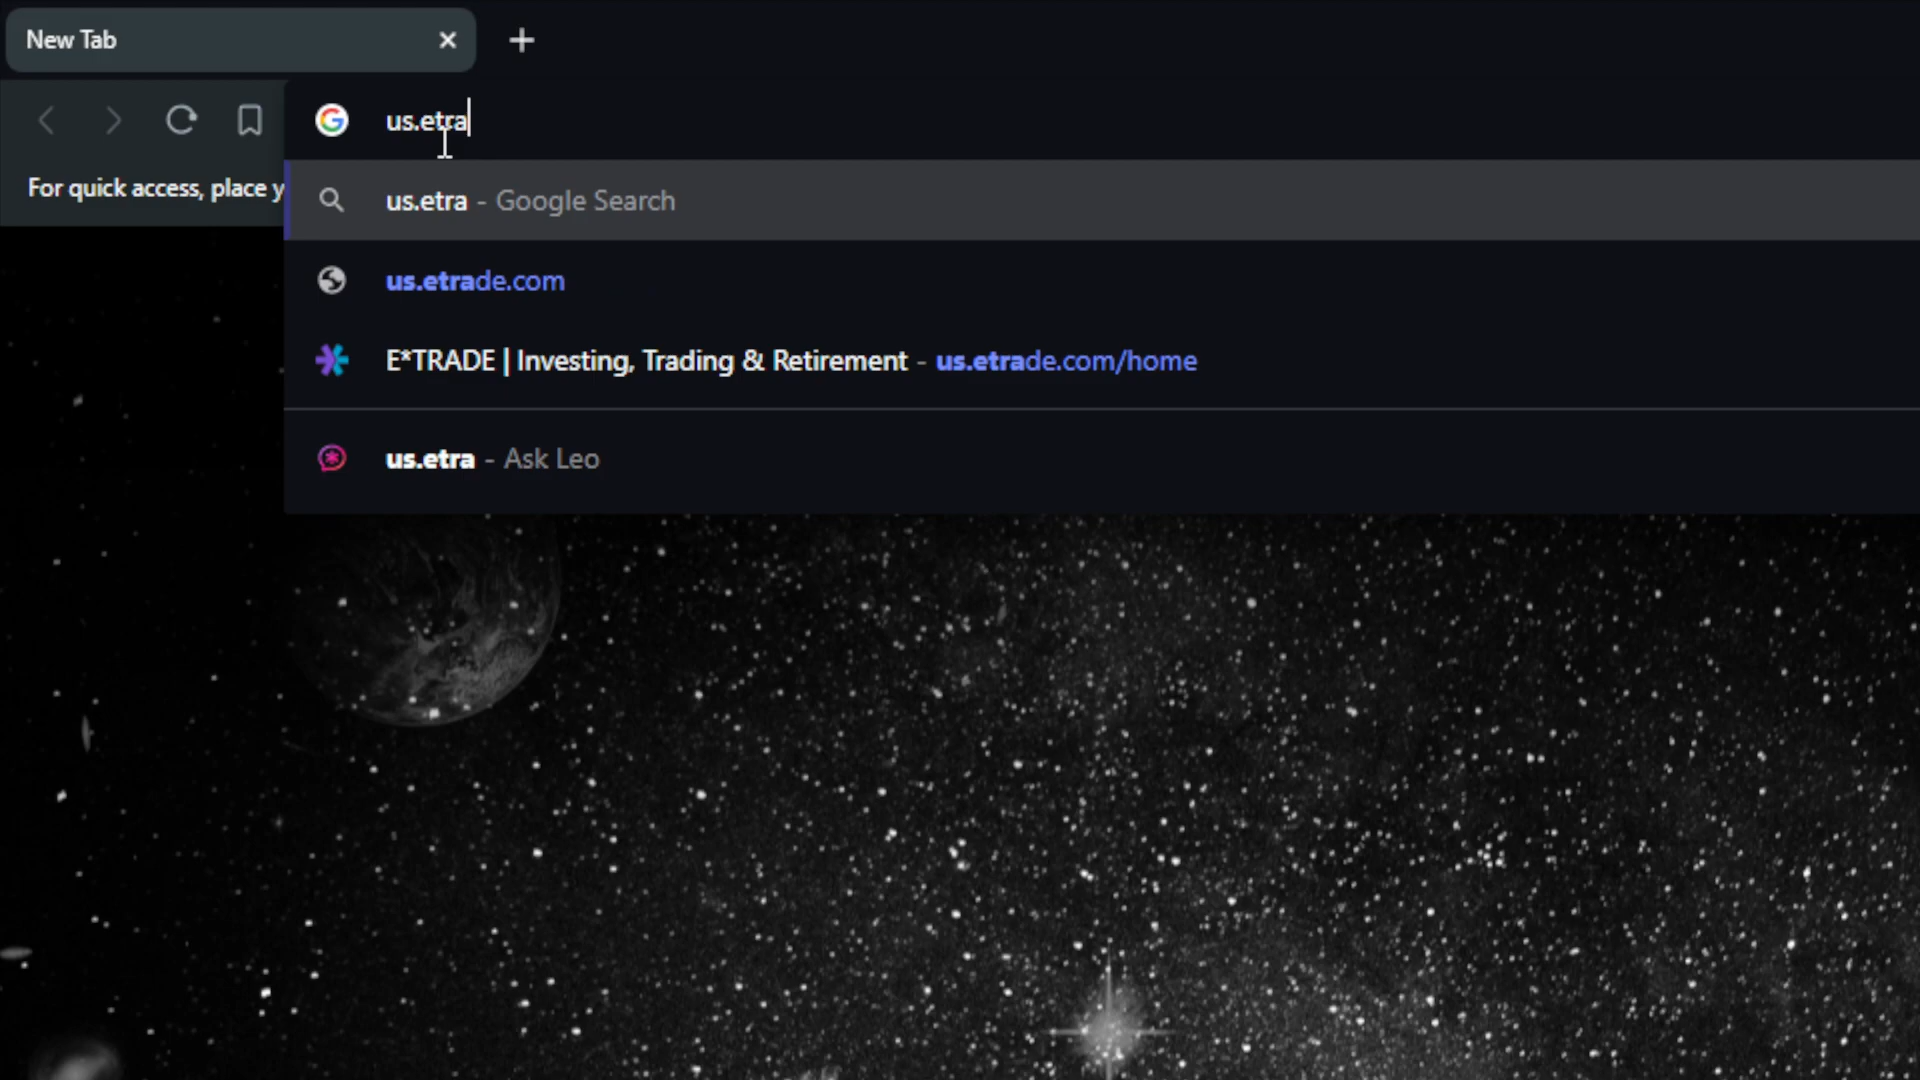 New Tab
us.etra
For quick access, place y
us.etra - Google Search
us.etrade.com
E*TRADE | Investing, Trading & Retirement - us.etrade.com/home
us.etra - Ask Leo